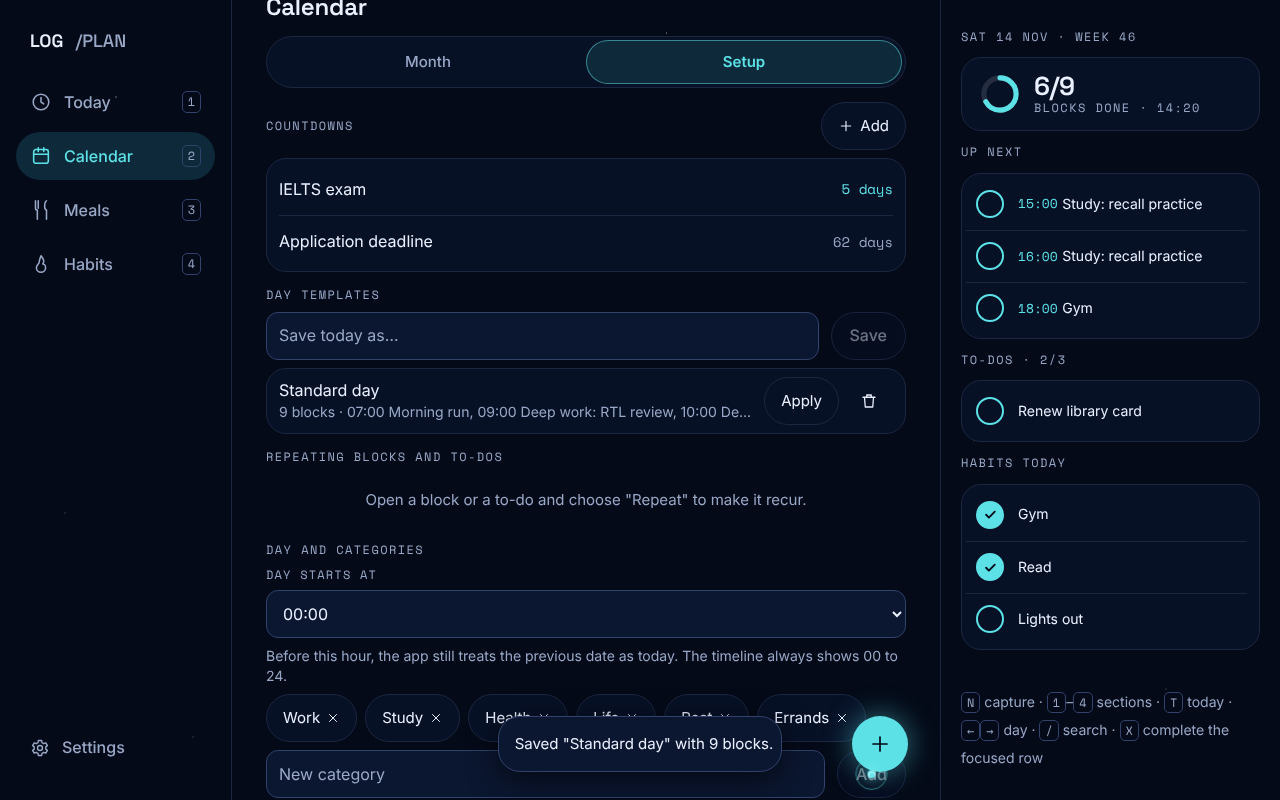 LOG /PLAN
Today 1
Calendar 2
Meals 3
Habits 4
Settings
Calendar
Month
Setup
COUNTDOWNS
+ Add
IELTS exam
5 days
Application deadline
62 days
DAY TEMPLATES
Save today as...
Save
Standard day
9 blocks · 07:00 Morning run, 09:00 Deep work: RTL review, 10:00 De...
Apply
REPEATING BLOCKS AND TO-DOS
Open a block or a to-do and choose "Repeat" to make it recur.
DAY AND CATEGORIES
DAY STARTS AT
00:00
Before this hour, the app still treats the previous date as today. The timeline always shows 00 to
24.
Work × Study × Health × Life × Rest × Errands ×
Saved "Standard day" with 9 blocks.
New category
Add
SAT 14 NOV · WEEK 46
6/9
BLOCKS DONE · 14:20
UP NEXT
15:00 Study: recall practice
16:00 Study: recall practice
18:00 Gym
TO-DOS · 2/3
Renew library card
HABITS TODAY
Gym
Read
Lights out
N capture · 1–4 sections · T today ·
← → day · / search · X complete the
focused row